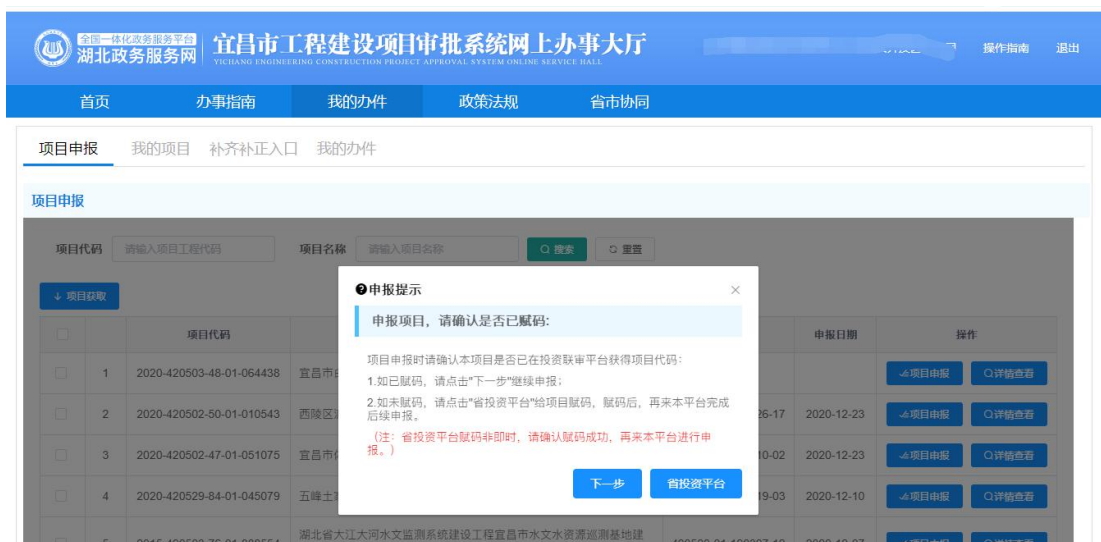 全国一体化政务服务平台
湖北政务服务网
宜昌市工程建设项目审批系统网上办事大厅
YICHANG ENGINEERING CONSTRUCTION PROJECT APPROVAL SYSTEM ONLINE SERVICE HALL
操作指南 退出
首页 办事指南 我的办件 政策法规 省市协同
项目申报 我的项目 补齐补正入口 我的办件
项目申报
项目代码 请输入项目工程代码 项目名称 请输入项目名称 搜索 重置
项目获取
申报提示
申报项目，请确认是否已赋码：
项目申报时请确认本项目是否已在投资联审平台获得项目代码：
1.如已赋码，请点击"下一步"继续申报；
2.如未赋码，请点击"省投资平台"给项目赋码，赋码后，再来本平台完成
后续申报。
（注：省投资平台赋码非即时，请确认赋码成功，再来本平台进行申
报。）
下一步 省投资平台
项目代码 申报日期 操作
1 2020-420503-48-01-064438 宜昌市 项目申报 详情查看
2 2020-420502-50-01-010543 西陵区 26-17 2020-12-23 项目申报 详情查看
3 2020-420502-47-01-051075 宜昌市 10-02 2020-12-23 项目申报 详情查看
4 2020-420529-84-01-045079 五峰土 19-03 2020-12-10 项目申报 详情查看
湖北省大江大河水文监测系统建设工程宜昌市水文水资源巡测基地建